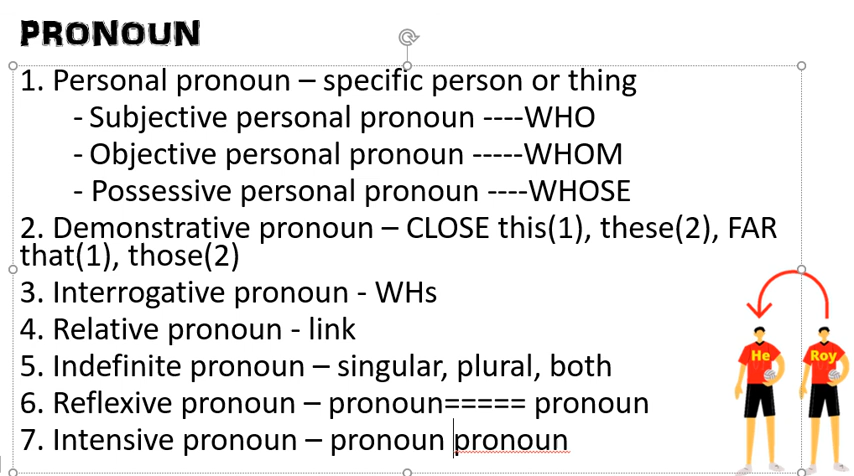 PRONOUN
1. Personal pronoun – specific person or thing
- Subjective personal pronoun ----WHO
- Objective personal pronoun -----WHOM
- Possessive personal pronoun ----WHOSE
2. Demonstrative pronoun – CLOSE this(1), these(2), FAR
that(1), those(2)
3. Interrogative pronoun - WHs
4. Relative pronoun - link
5. Indefinite pronoun – singular, plural, both
6. Reflexive pronoun – pronoun===== pronoun
7. Intensive pronoun – pronoun pronoun
He
Roy